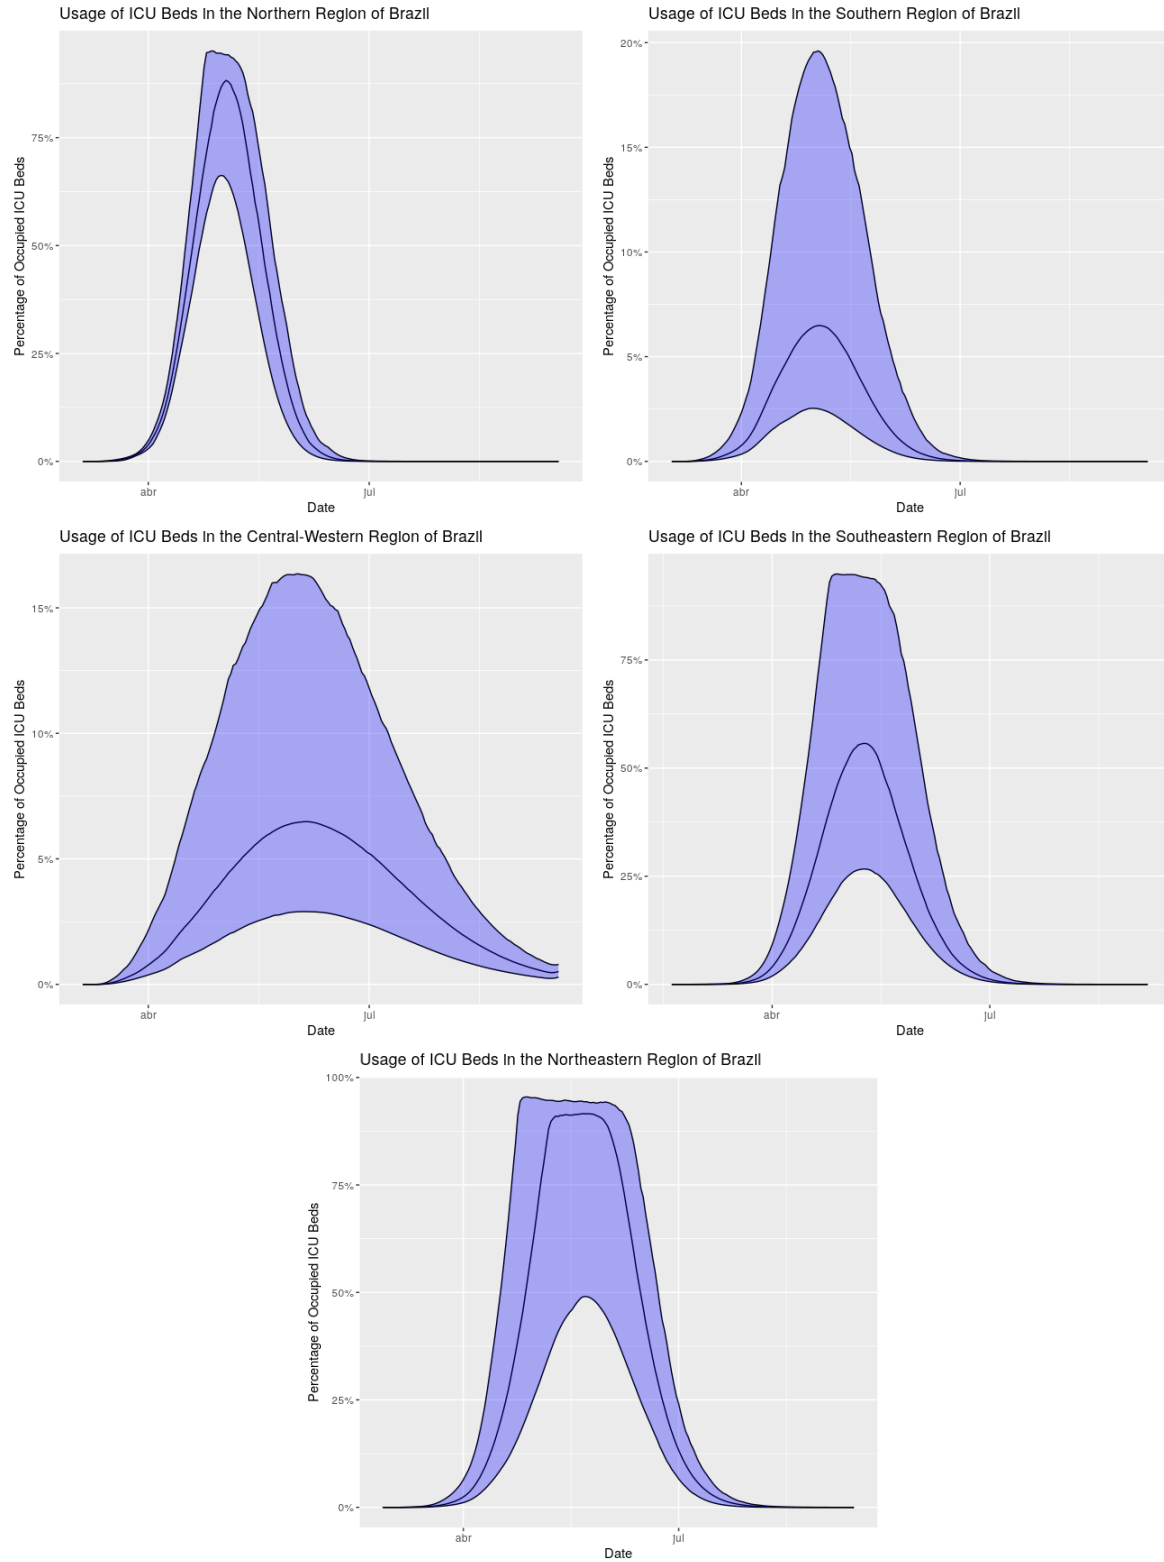 Usage of ICU Beds in the Northern Region of Brazil
Percentage of Occupied ICU Beds
75%
50%
25%
0%
abr
jul
Date
Usage of ICU Beds in the Southern Region of Brazil
Percentage of Occupied ICU Beds
20%
15%
10%
5%
0%
abr
jul
Date
Usage of ICU Beds in the Central-Western Region of Brazil
Percentage of Occupied ICU Beds
15%
10%
5%
0%
abr
jul
Date
Usage of ICU Beds in the Southeastern Region of Brazil
Percentage of Occupied ICU Beds
75%
50%
25%
0%
abr
jul
Date
Usage of ICU Beds in the Northeastern Region of Brazil
Percentage of Occupied ICU Beds
100%
75%
50%
25%
0%
abr
jul
Date